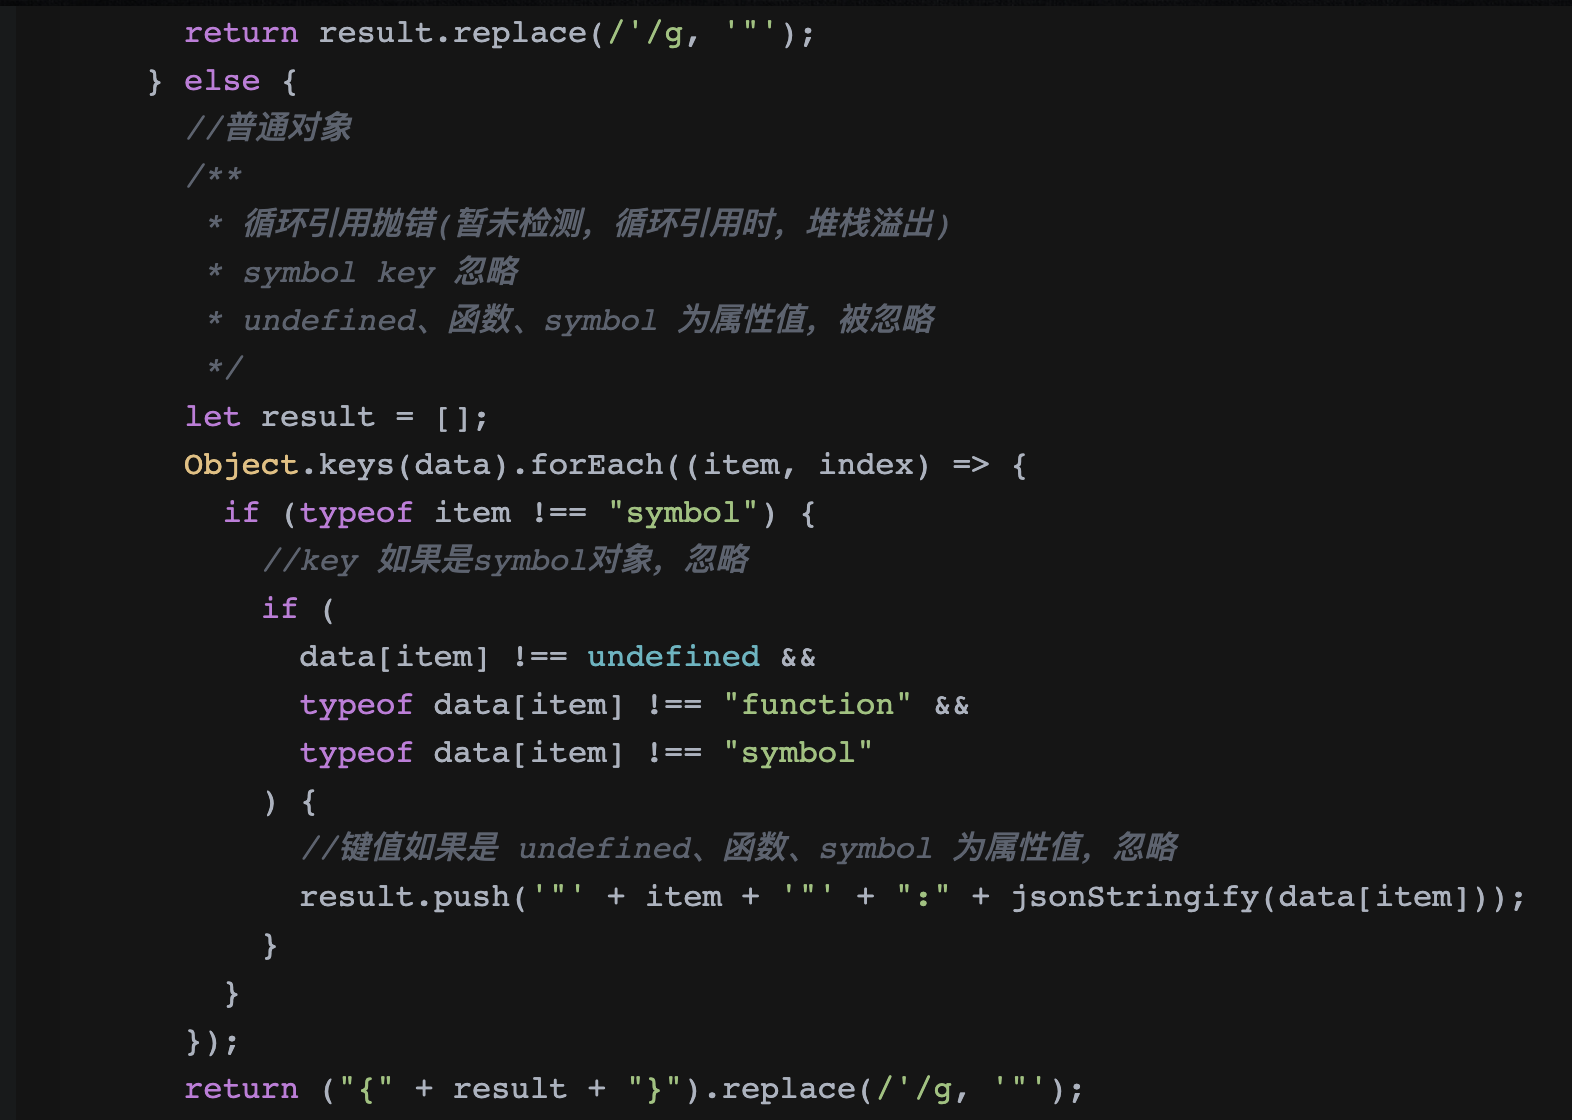 return result.replace(/'/g, '"');
} else {
//普通对象
/**
* 循环引用抛错(暂未检测，循环引用时，堆栈溢出)
* symbol key 忽略
* undefined、函数、symbol 为属性值，被忽略
*/
let result = [];
Object.keys(data).forEach((item, index) => {
if (typeof item !== "symbol") {
//key 如果是symbol对象，忽略
if (
data[item] !== undefined &&
typeof data[item] !== "function" &&
typeof data[item] !== "symbol"
) {
//键值如果是 undefined、函数、symbol 为属性值，忽略
result.push('"' + item + '"' + ":" + jsonStringify(data[item]));
}
}
});
return ("{" + result + "}").replace(/'/g, '"');